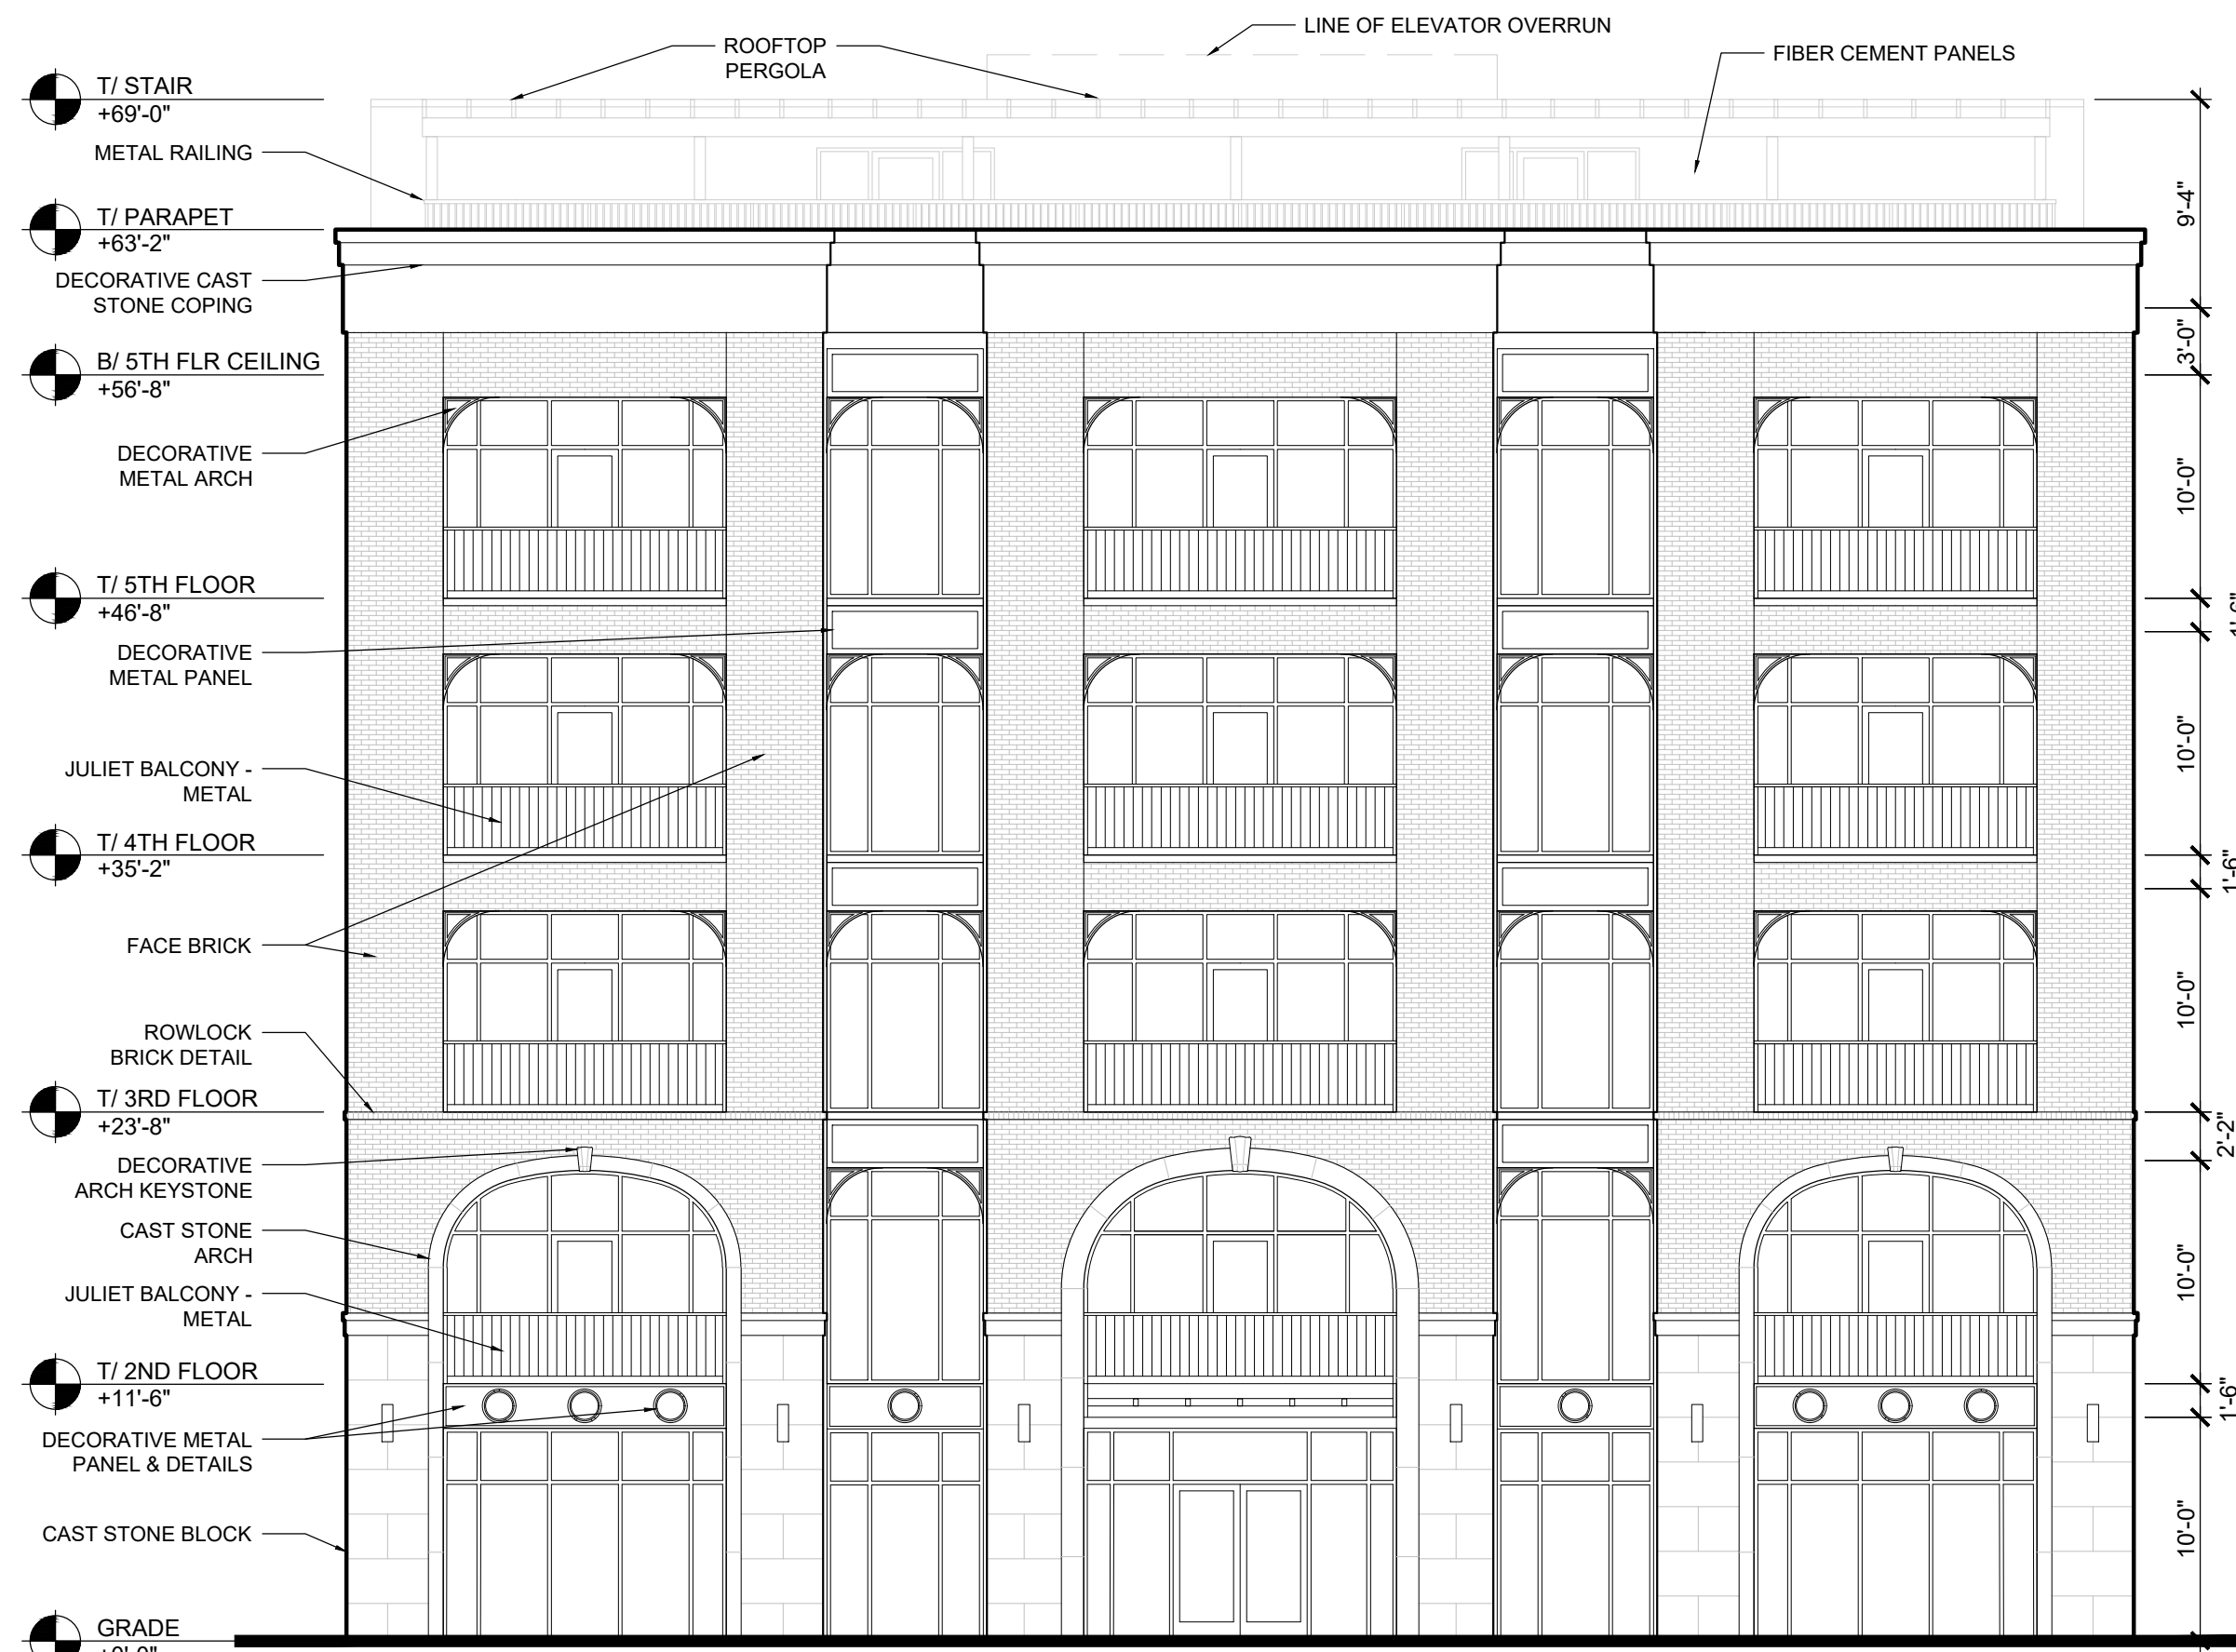 LINE OF ELEVATOR OVERRUN
ROOFTOP
PERGOLA
FIBER CEMENT PANELS
T/ STAIR
+69'-0"
METAL RAILING
T/ PARAPET
+63'-2"
DECORATIVE CAST
STONE COPING
B/ 5TH FLR CEILING
+56'-8"
DECORATIVE
METAL ARCH
T/ 5TH FLOOR
+46'-8"
DECORATIVE
METAL PANEL
JULIET BALCONY -
METAL
T/ 4TH FLOOR
+35'-2"
FACE BRICK
ROWLOCK
BRICK DETAIL
T/ 3RD FLOOR
+23'-8"
DECORATIVE
ARCH KEYSTONE
CAST STONE
ARCH
JULIET BALCONY -
METAL
T/ 2ND FLOOR
+11'-6"
DECORATIVE METAL
PANEL & DETAILS
CAST STONE BLOCK
GRADE
+0'-0"
9'-4"
3'-0"
10'-0"
1'-6"
10'-0"
1'-6"
10'-0"
2'-2"
10'-0"
1'-6"
10'-0"